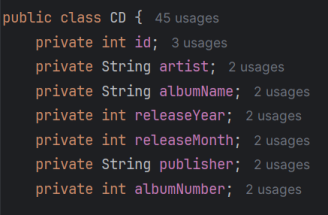 public class CD { 45 usages
private int id; 3 usages
private String artist; 2 usages
private String albumName; 2 usages
private int releaseYear; 2 usages
private int releaseMonth; 2 usages
private String publisher; 2 usages
private int albumNumber; 2 usages